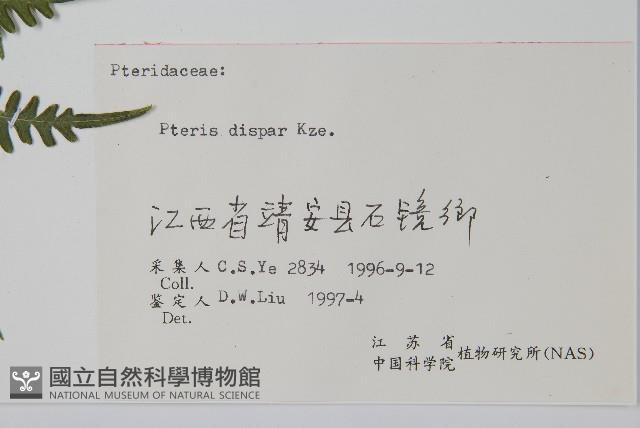 Pteridaceae:
Pteris dispar Kze.
江西省靖安县石镜鄉
采集人 C.S.Ye 2834 1996-9-12
Coll.
鉴定人 D.W.Liu 1997-4
Det.
江苏省
中国科学院 植物研究所(NAS)
國立自然科學博物館
NATIONAL MUSEUM OF NATURAL SCIENCE